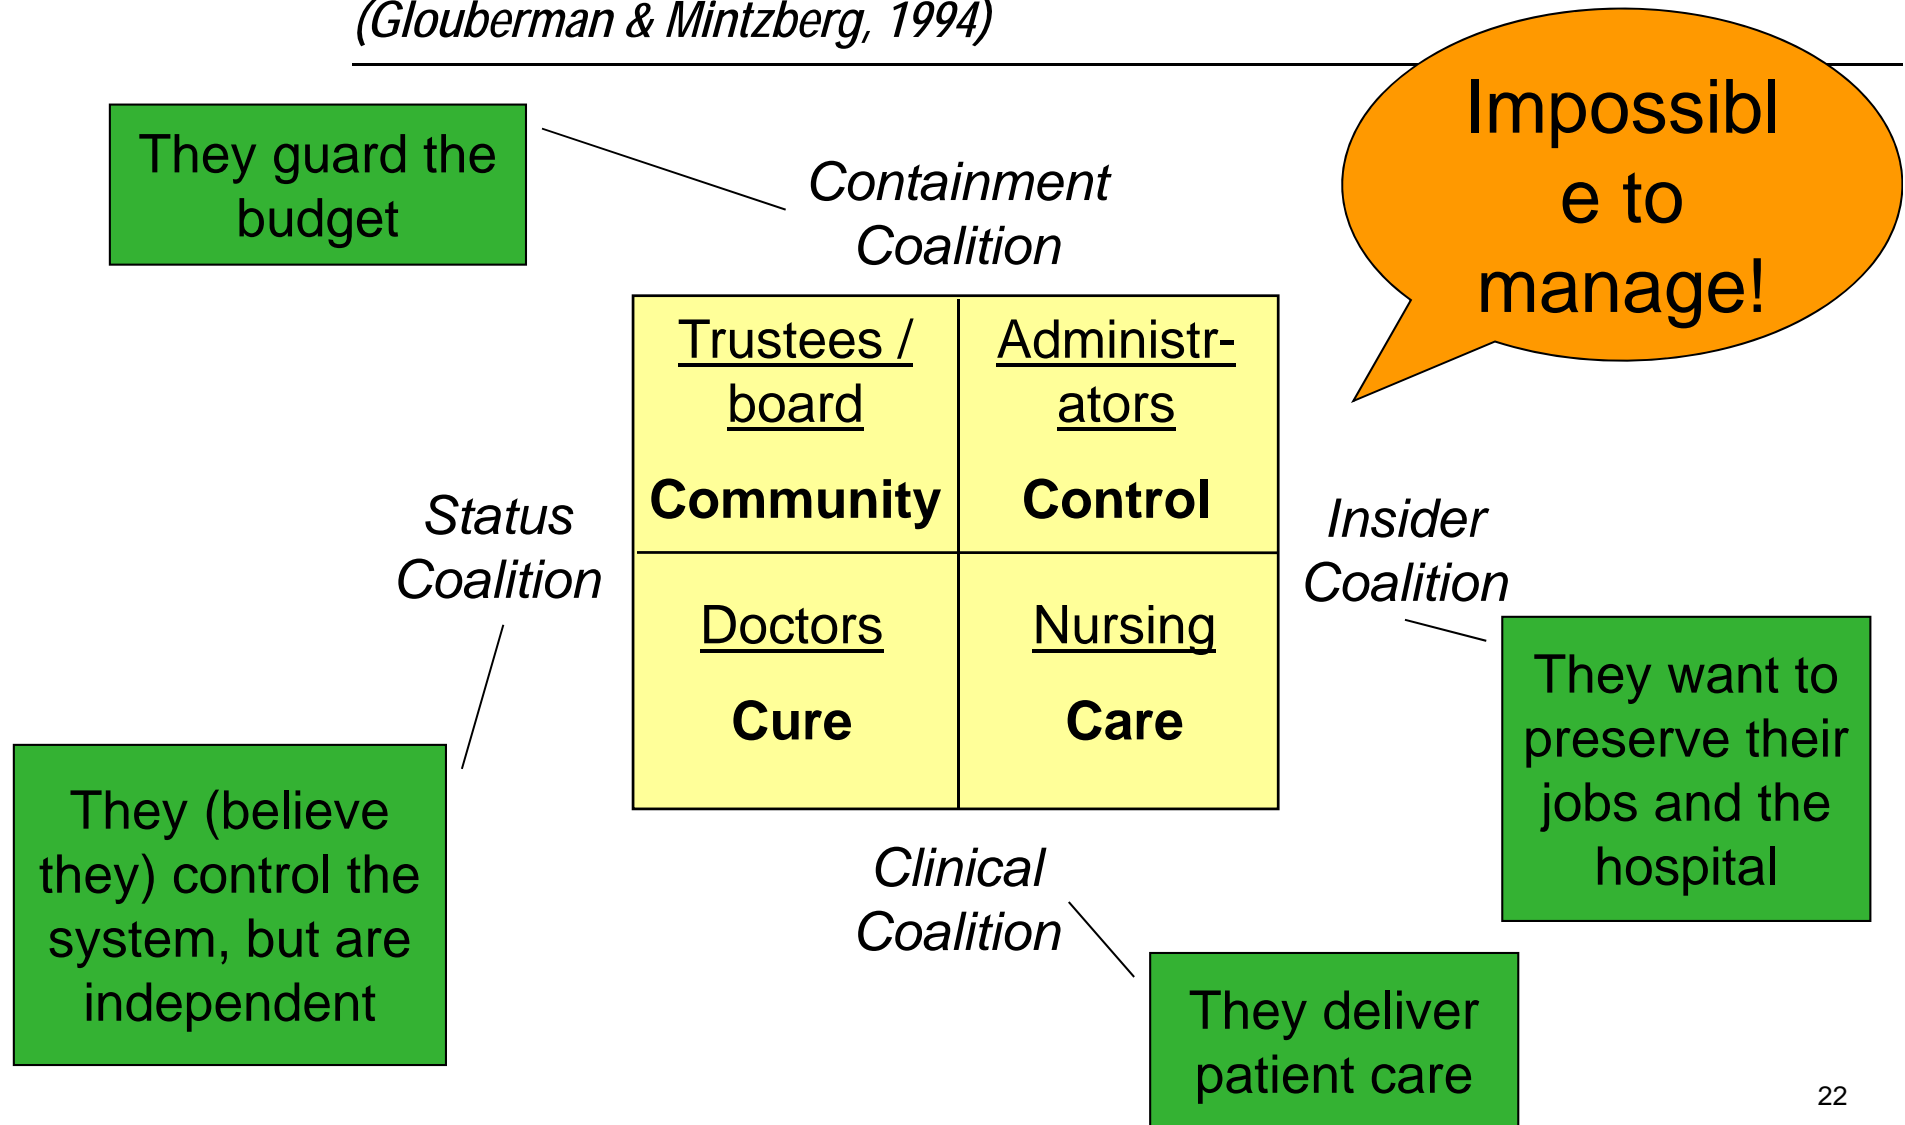 (Glouberman & Mintzberg, 1994)
They guard the
budget
Containment
Coalition
Impossibl
e to
manage!
Trustees /
board
Community
Administr-
ators
Control
Status
Coalition
Insider
Coalition
Doctors
Cure
Nursing
Care
They (believe
they) control the
system, but are
independent
They want to
preserve their
jobs and the
hospital
Clinical
Coalition
They deliver
patient care
22